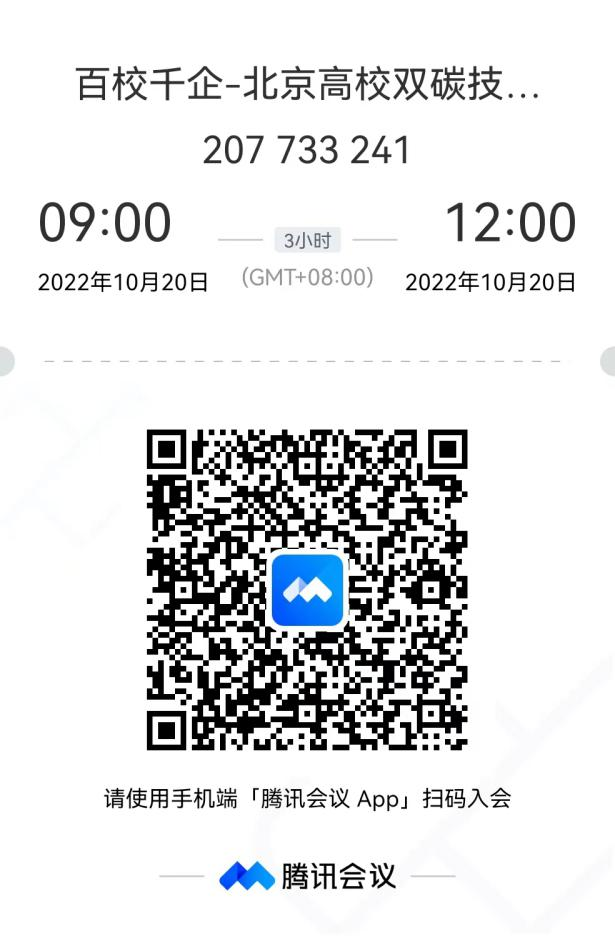 百校千企-北京高校双碳技...
207 733 241
09:00
3小时
12:00
2022年10月20日
(GMT+08:00)
2022年10月20日
请使用手机端「腾讯会议 App」扫码入会
腾讯会议